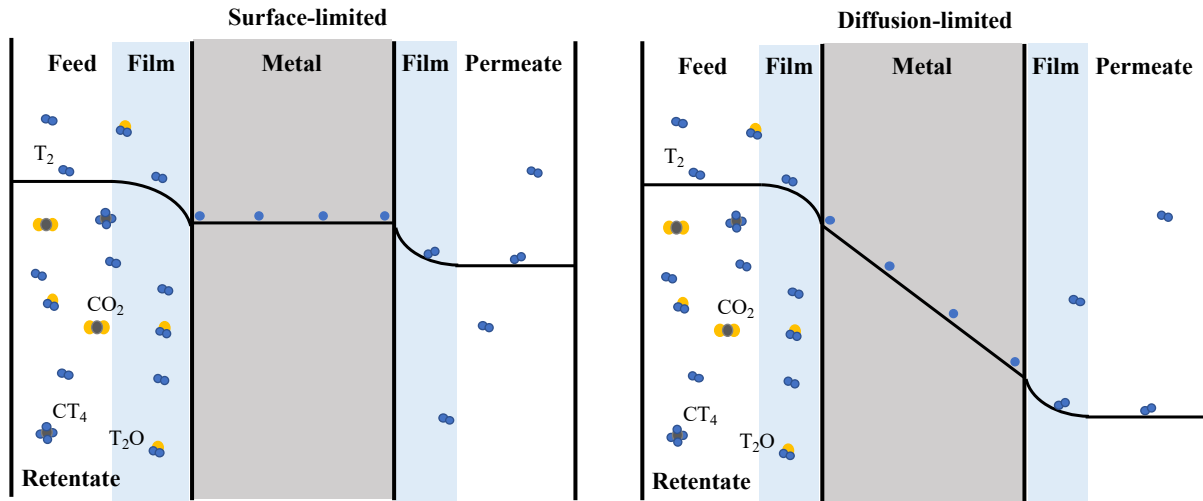 Surface-limited
Feed Film Metal Film Permeate
T2
CO2
CT4
T2O
Retentate
Diffusion-limited
Feed Film Metal Film Permeate
T2
CO2
CT4
T2O
Retentate